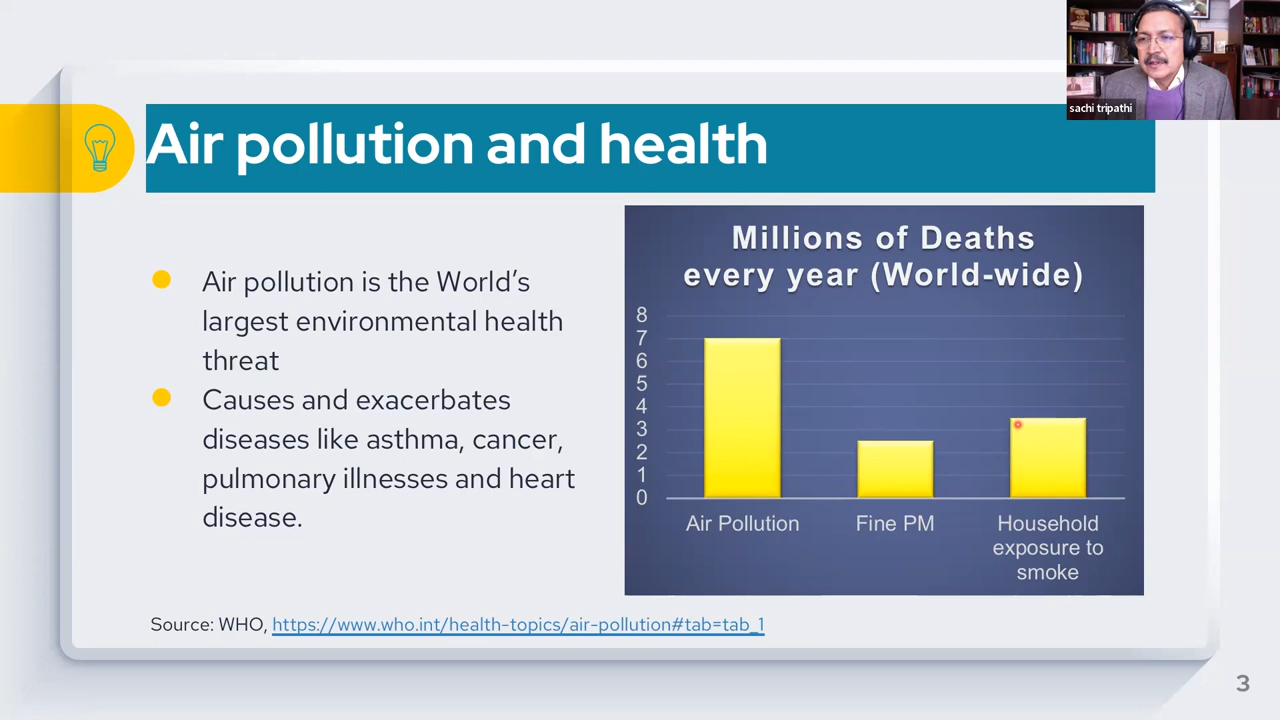 sachi tripathi
Air pollution and health
Air pollution is the World’s
largest environmental health
threat
Causes and exacerbates
diseases like asthma, cancer,
pulmonary illnesses and heart
disease.
Millions of Deaths
every year (World-wide)
8
7
6
5
4
3
2
1
0
Air Pollution
Fine PM
Household
exposure to
smoke
Source: WHO, https://www.who.int/health-topics/air-pollution#tab=tab_1
3